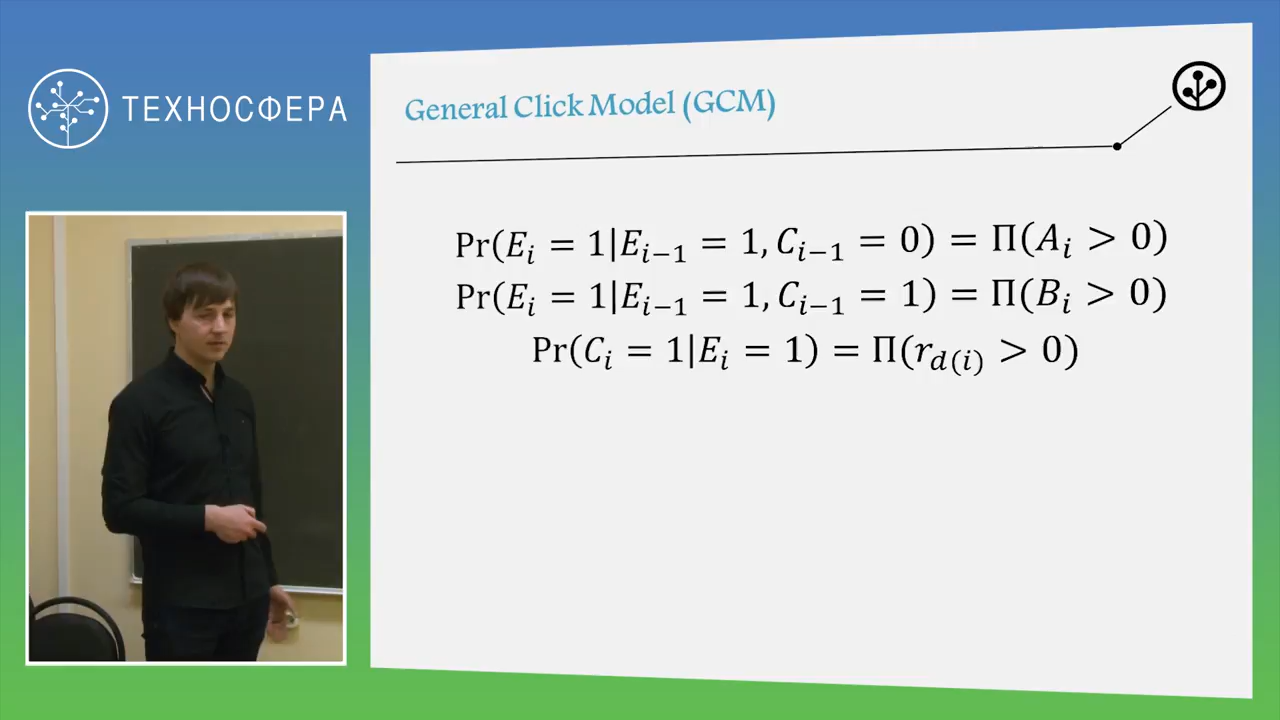 ТЕХНОСФЕРА
General Click Model (GCM)
Pr(E_i = 1|E_{i−1} = 1, C_{i−1} = 0) = Π(A_i > 0)
Pr(E_i = 1|E_{i−1} = 1, C_{i−1} = 1) = Π(B_i > 0)
Pr(C_i = 1|E_i = 1) = Π(r_{d(i)} > 0)